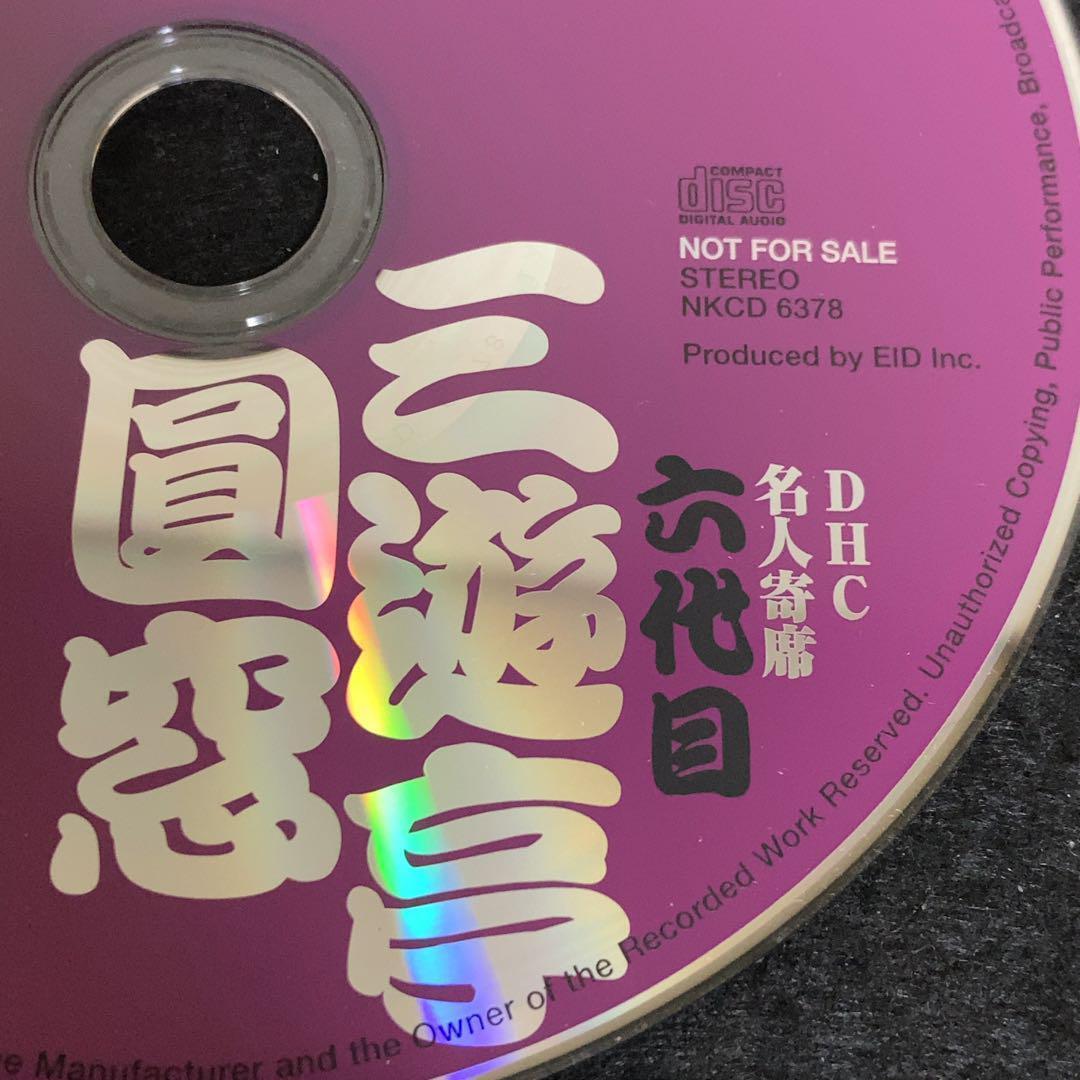 COMPACT
disc
DIGITAL AUDIO
NOT FOR SALE
STEREO
NKCD 6378
Produced by EID Inc.
DHC
名人寄席
六代目
三遊亭
圓窓
Manufacturer and the Owner of the Recorded Work Reserved. Unauthorized Copying, Public Performance,